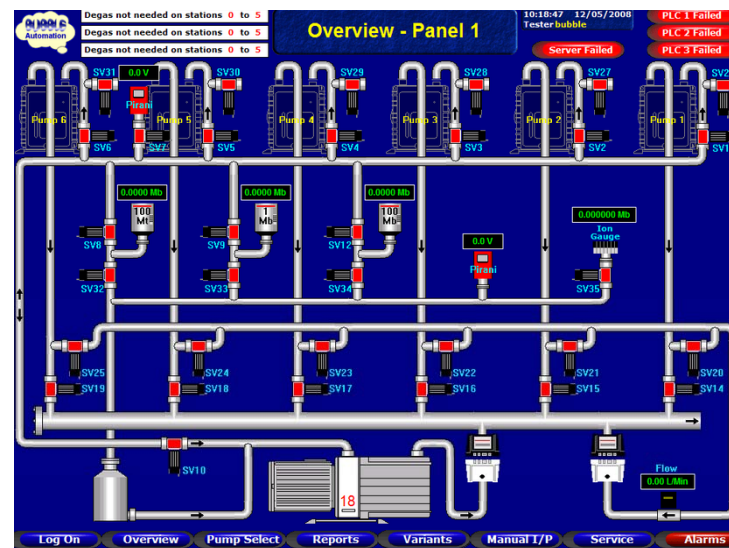 BUBBLE
Automation
Degas not needed on stations 0 to 5
Degas not needed on stations 0 to 5
Degas not needed on stations 0 to 5
Overview - Panel 1
10:18:47 12/05/2008
Tester bubble
Server Failed
PLC 1 Failed
PLC 2 Failed
PLC 3 Failed
SV31
0.0 V
SV30
SV29
SV28
SV27
Pirani
Pump 6
Pump 5
Pump 4
Pump 3
Pump 2
Pump 1
SV6
SV7
SV5
SV4
SV3
SV2
0.0000 Mb
0.0000 Mb
0.0000 Mb
100
Mt
1
Mb
100
Mb
0.000000 Mb
Ion
Gauge
SV8
SV9
SV12
0.0 V
Pirani
SV32
SV33
SV34
SV35
SV25
SV24
SV23
SV22
SV21
SV20
SV19
SV18
SV17
SV16
SV15
SV14
SV10
18
Flow
0.00 L/Min
Log On
Overview
Pump Select
Reports
Variants
Manual I/P
Service
Alarms